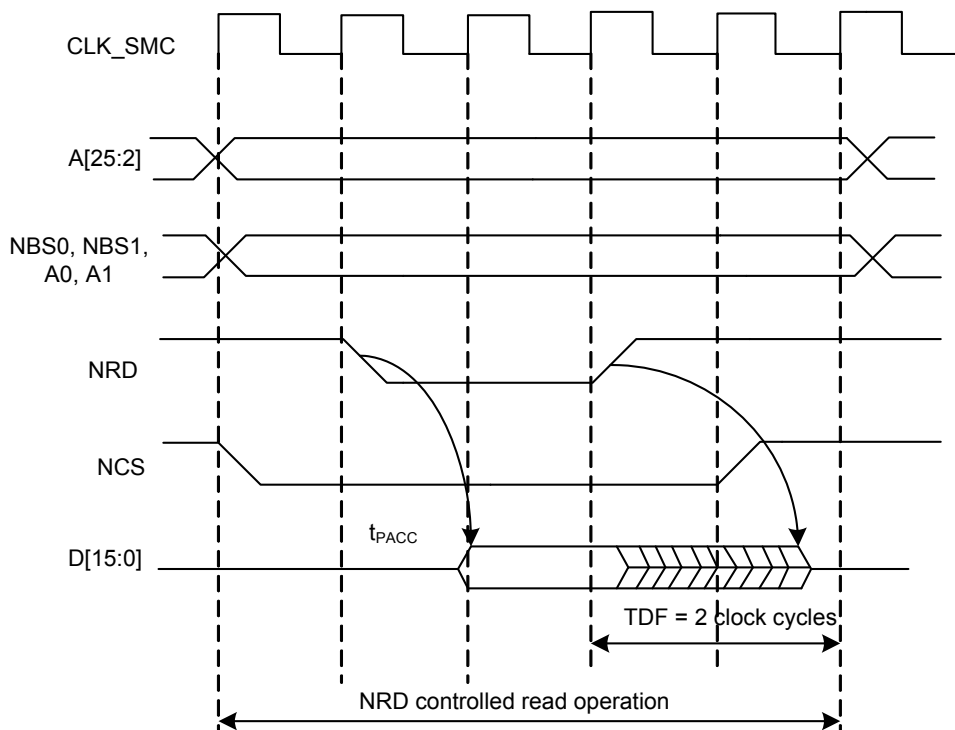 CLK_SMC
A[25:2]
NBS0, NBS1,
A0, A1
NRD
NCS
tPACC
D[15:0]
TDF = 2 clock cycles
NRD controlled read operation